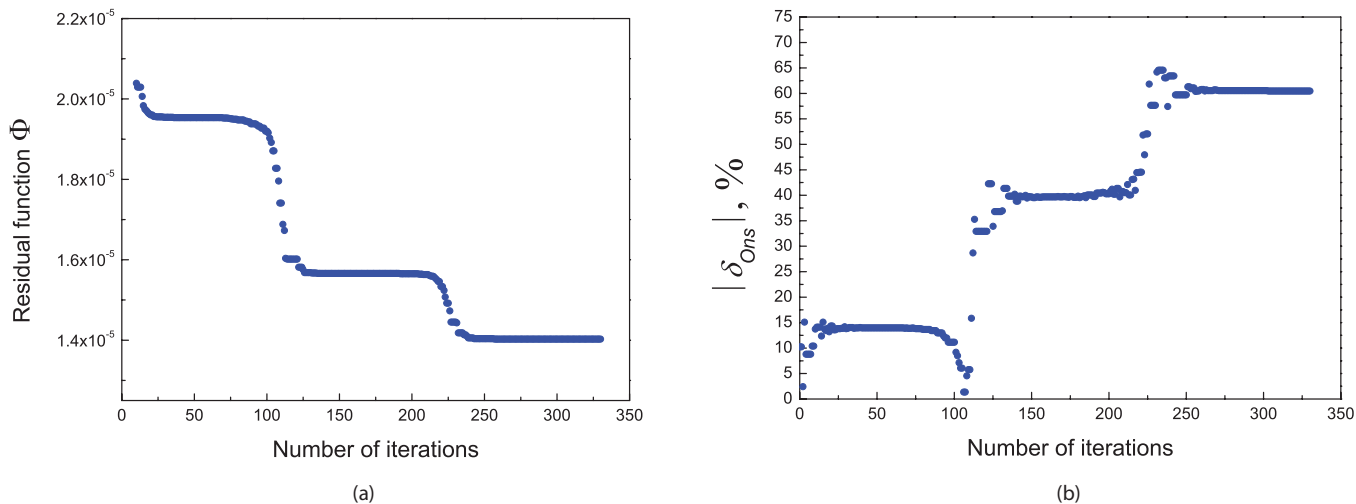 2.2x10⁻⁵
2.0x10⁻⁵
1.8x10⁻⁵
1.6x10⁻⁵
1.4x10⁻⁵
Residual function Φ
0 50 100 150 200 250 300 350
Number of iterations
(a)
75
70
65
60
55
50
45
40
35
30
25
20
15
10
5
0
|δ_Ons|, %
0 50 100 150 200 250 300 350
Number of iterations
(b)